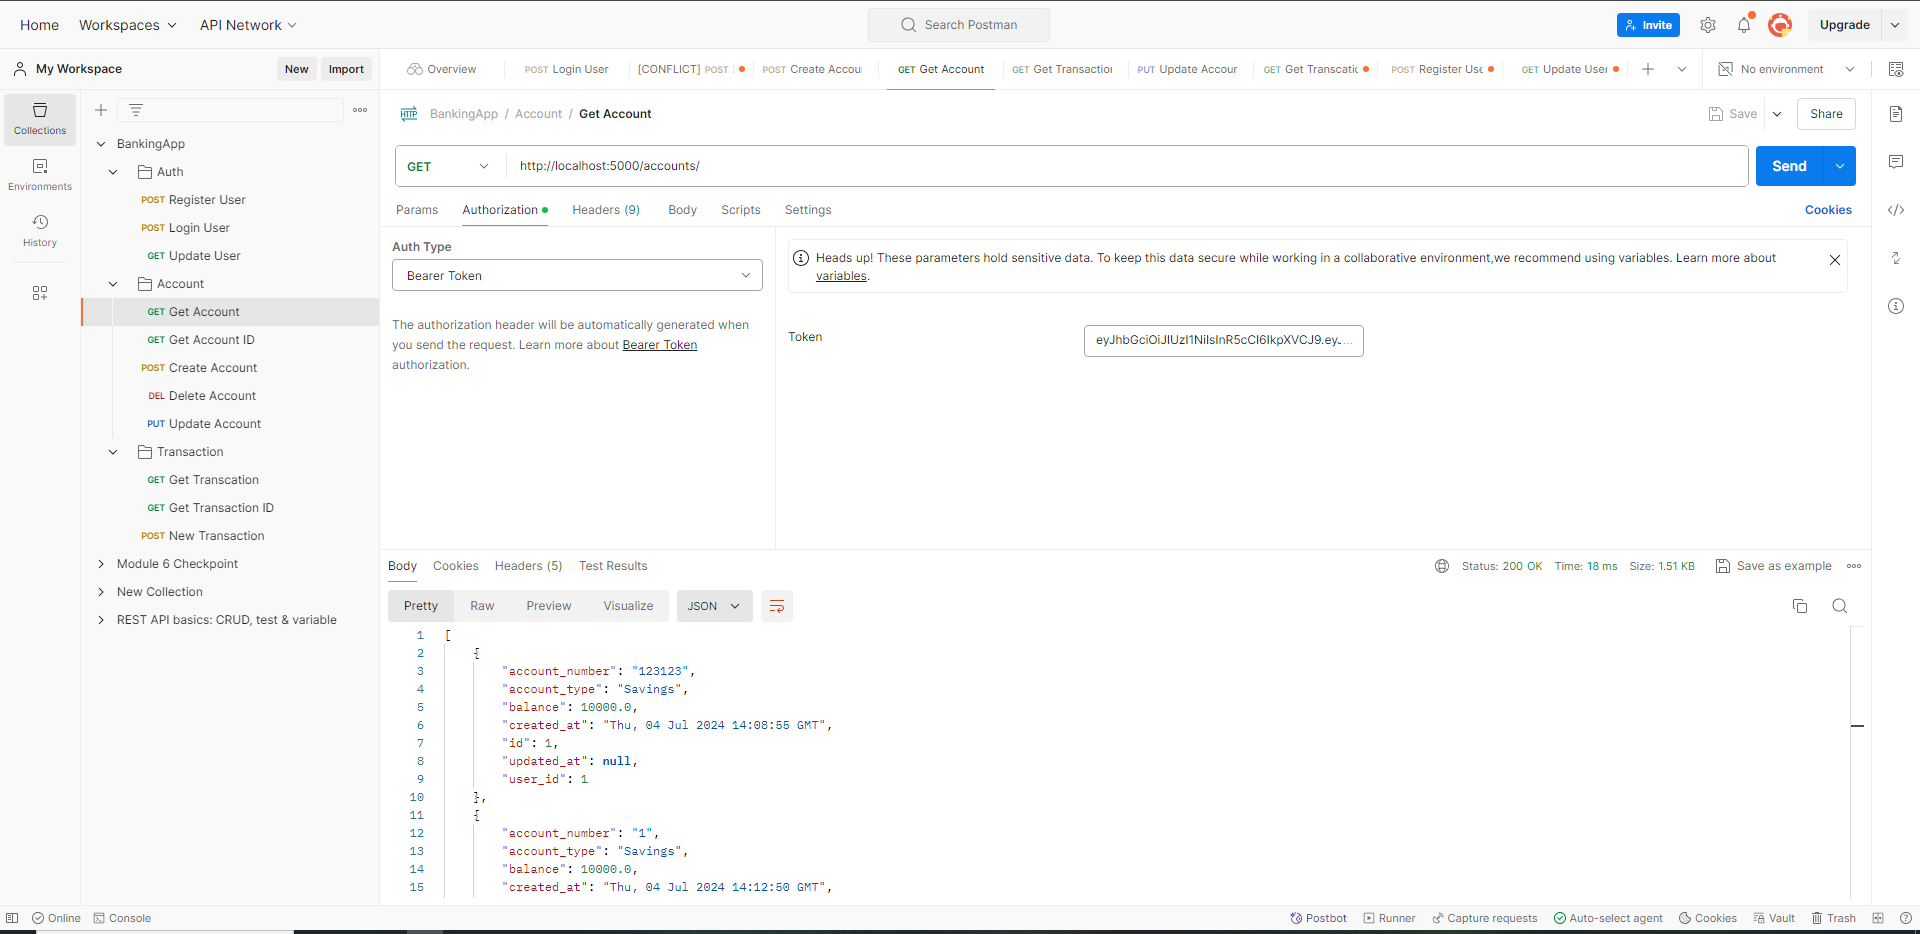 Home Workspaces API Network Search Postman Invite Upgrade
My Workspace New Import Overview POST Login User [CONFLICT] POST POST Create Accou GET Get Account GET Get Transaction PUT Update Accour GET Get Transcatic POST Register Use GET Update User No environment
Collections
Environments
History
BankingApp
Auth
POST Register User
POST Login User
GET Update User
Account
GET Get Account
GET Get Account ID
POST Create Account
DEL Delete Account
PUT Update Account
Transaction
GET Get Transcation
GET Get Transaction ID
POST New Transaction
Module 6 Checkpoint
New Collection
REST API basics: CRUD, test & variable
HTTP BankingApp / Account / Get Account Save Share
GET http://localhost:5000/accounts/ Send
Params Authorization Headers (9) Body Scripts Settings Cookies
Auth Type
Bearer Token
The authorization header will be automatically generated when
you send the request. Learn more about Bearer Token
authorization.
Heads up! These parameters hold sensitive data. To keep this data secure while working in a collaborative environment,we recommend using variables. Learn more about
variables.
Token
Body Cookies Headers (5) Test Results Status: 200 OK Time: 18 ms Size: 1.51 KB Save as example
Pretty Raw Preview Visualize JSON
1 [
2 {
3 "account_number": "123123",
4 "account_type": "Savings",
5 "balance": 10000.0,
6 "created_at": "Thu, 04 Jul 2024 14:08:55 GMT",
7 "id": 1,
8 "updated_at": null,
9 "user_id": 1
10 },
11 {
12 "account_number": "1",
13 "account_type": "Savings",
14 "balance": 10000.0,
15 "created_at": "Thu, 04 Jul 2024 14:12:50 GMT",
Online Console Postbot Runner Capture requests Auto-select agent Cookies Vault Trash